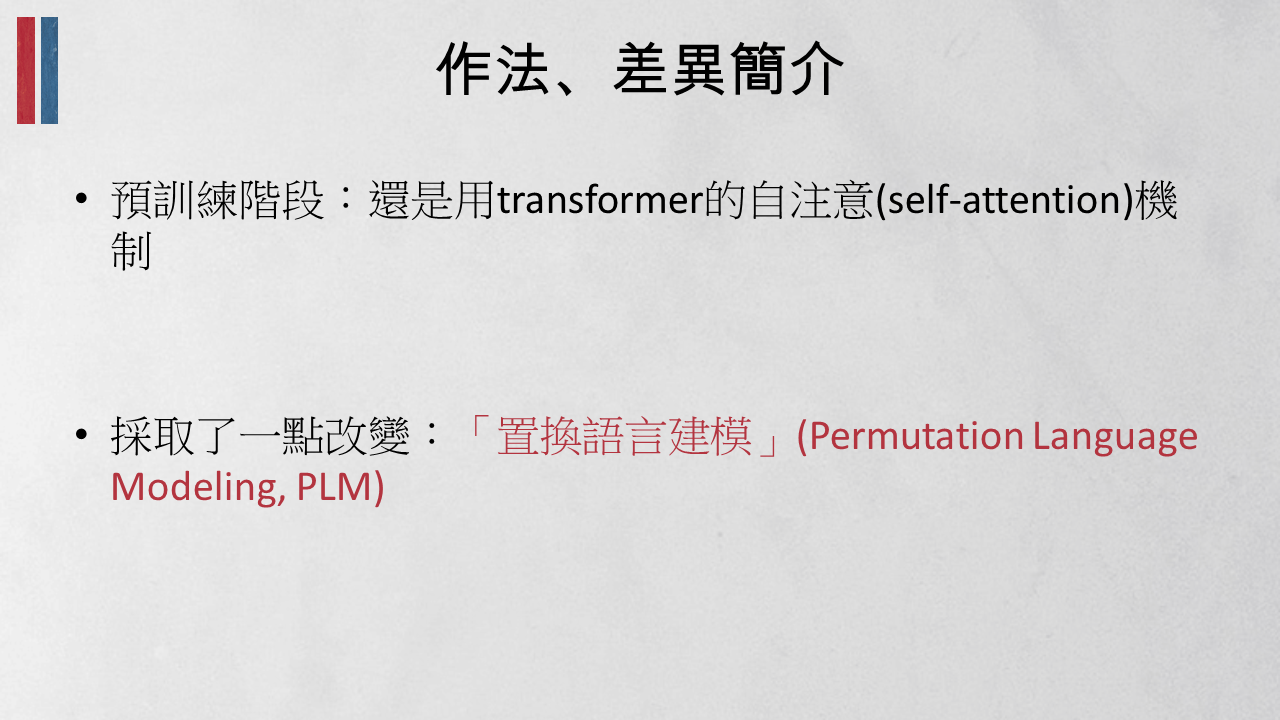 作法、差異簡介
• 預訓練階段：還是用transformer的自注意(self-attention)機
制
• 採取了一點改變：「置換語言建模」(Permutation Language
Modeling, PLM)